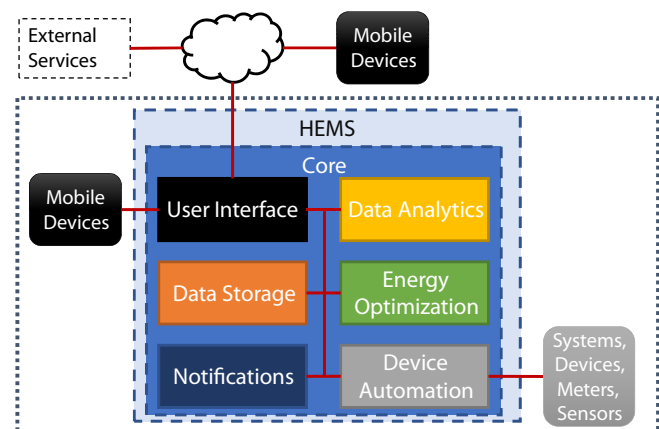 External
Services
Mobile
Devices
HEMS
Core
Mobile
Devices
User Interface
Data Analytics
Data Storage
Energy
Optimization
Notifications
Device
Automation
Systems,
Devices,
Meters,
Sensors